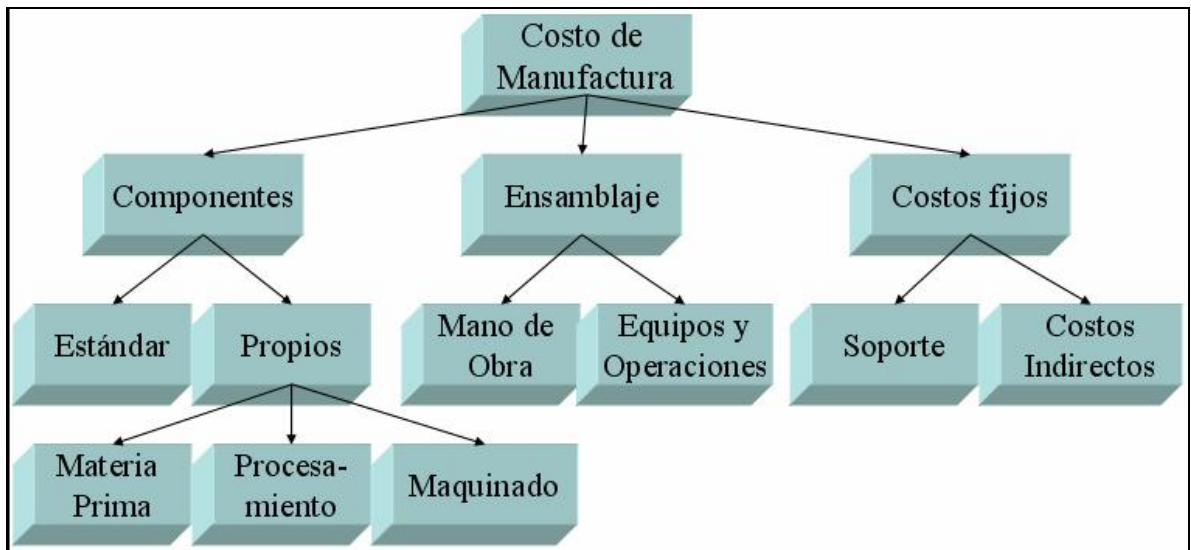 Costo de
Manufactura
Componentes
Ensamblaje
Costos fijos
Estándar
Propios
Mano de
Obra
Equipos y
Operaciones
Soporte
Costos
Indirectos
Materia
Prima
Procesa-
miento
Maquinado